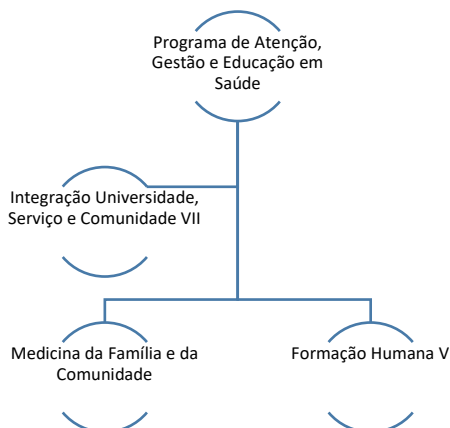 Programa de Atenção,
Gestão e Educação em
Saúde
Integração Universidade,
Serviço e Comunidade VII
Medicina da Família e da
Comunidade
Formação Humana V